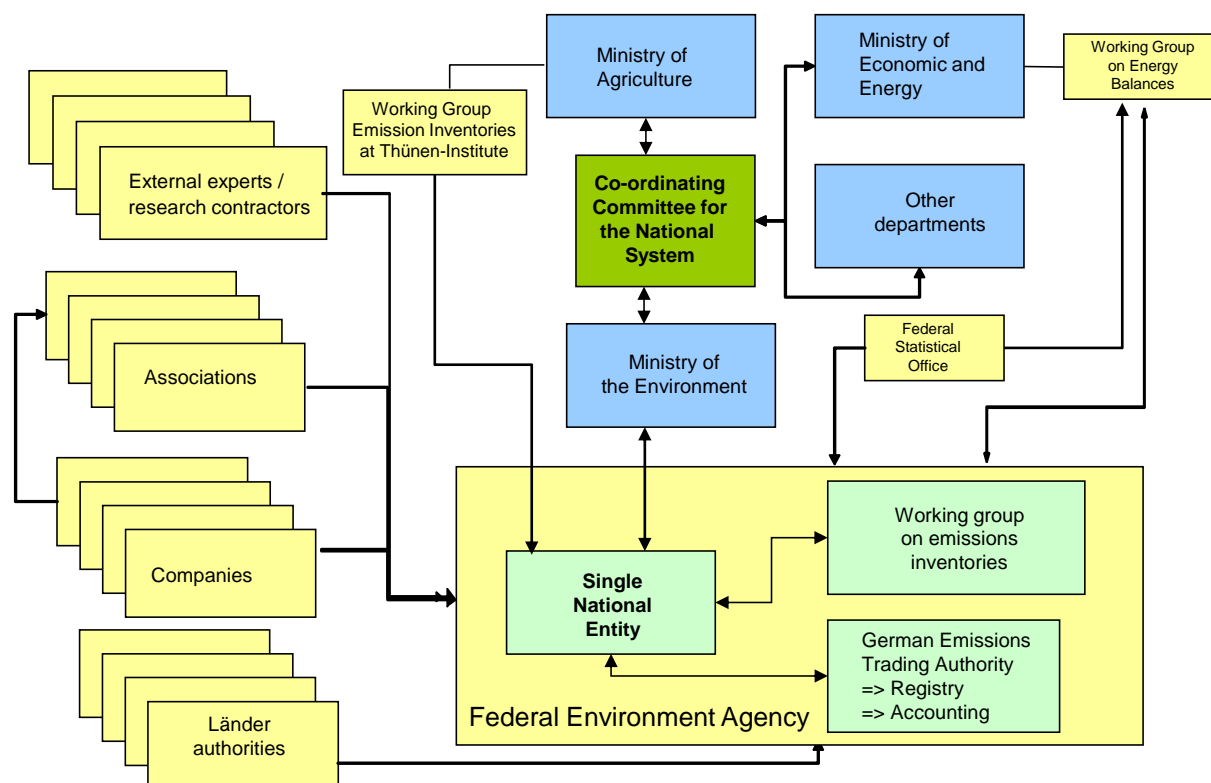 Ministry of
Agriculture
Ministry of
Economic and
Energy
Working Group
on Energy
Balances
Working Group
Emission Inventories
at Thünen-Institute
External experts /
research contractors
Co-ordinating
Committee for
the National
System
Other
departments
Federal
Statistical
Office
Ministry of
the Environment
Associations
Working group
on emissions
inventories
Companies
Single
National
Entity
German Emissions
Trading Authority
=> Registry
=> Accounting
Federal Environment Agency
Länder
authorities